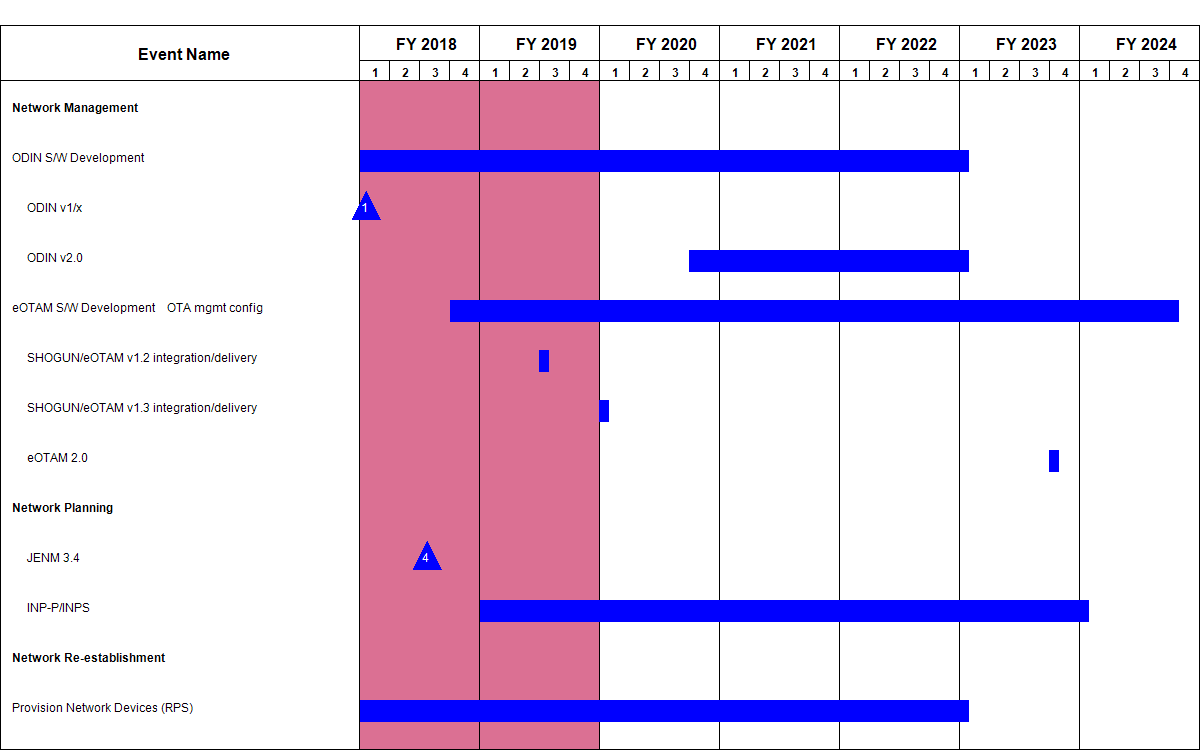 Event Name
FY 2018 FY 2019 FY 2020 FY 2021 FY 2022 FY 2023 FY 2024
1 2 3 4 1 2 3 4 1 2 3 4 1 2 3 4 1 2 3 4 1 2 3 4 1 2 3 4
Network Management
ODIN S/W Development
ODIN v1/x
1
ODIN v2.0
eOTAM S/W Development OTA mgmt config
SHOGUN/eOTAM v1.2 integration/delivery
SHOGUN/eOTAM v1.3 integration/delivery
eOTAM 2.0
Network Planning
JENM 3.4
4
INP-P/INPS
Network Re-establishment
Provision Network Devices (RPS)